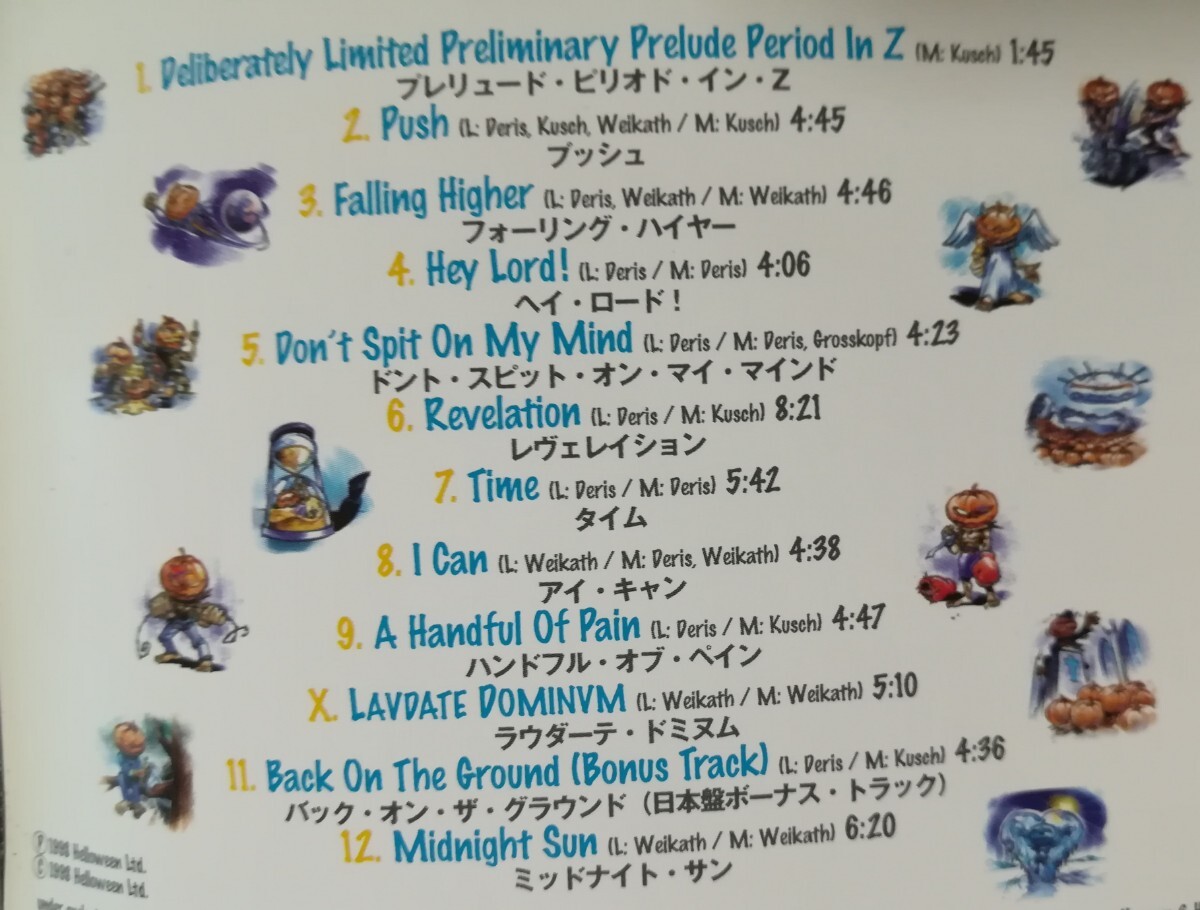 1. Deliberately Limited Preliminary Prelude Period In Z (M: Kusch) 1:45
プレリュード・ピリオド・イン・Z
2. Push (L: Deris, Kusch, Weikath / M: Kusch) 4:45
プッシュ
3. Falling Higher (L: Deris, Weikath / M: Weikath) 4:46
フォーリング・ハイヤー
4. Hey Lord! (L: Deris / M: Deris) 4:06
ヘイ・ロード!
5. Don't Spit On My Mind (L: Deris / M: Deris, Grosskopf) 4:23
ドント・スピット・オン・マイ・マインド
6. Revelation (L: Deris / M: Kusch) 8:21
レヴェレイション
7. Time (L: Deris / M: Deris) 5:42
タイム
8. I Can (L: Weikath / M: Deris, Weikath) 4:38
アイ・キャン
9. A Handful Of Pain (L: Deris / M: Kusch) 4:47
ハンドフル・オブ・ペイン
X. LAVDATE DOMINVM (L: Weikath / M: Weikath) 5:10
ラウダーテ・ドミヌム
11. Back On The Ground (Bonus Track) (L: Deris / M: Kusch) 4:36
バック・オン・ザ・グラウンド(日本盤ボーナス・トラック)
12. Midnight Sun (L: Weikath / M: Weikath) 6:20
ミッドナイト・サン
℗ 1998 Helloween Ltd.
© 1998 Helloween Ltd.